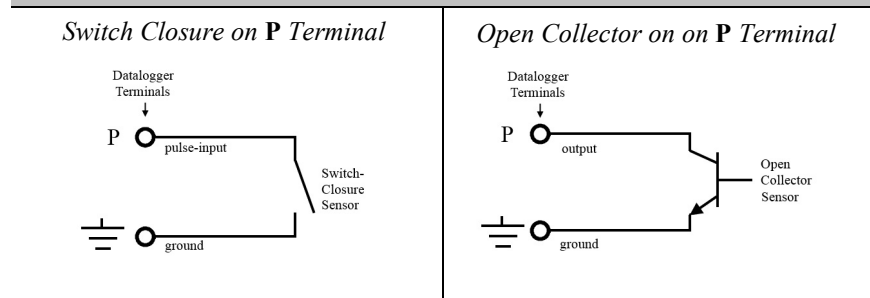 Switch Closure on P Terminal
Datalogger
Terminals
P
pulse-input
Switch-
Closure
Sensor
ground
Open Collector on on P Terminal
Datalogger
Terminals
P
output
Open
Collector
Sensor
ground